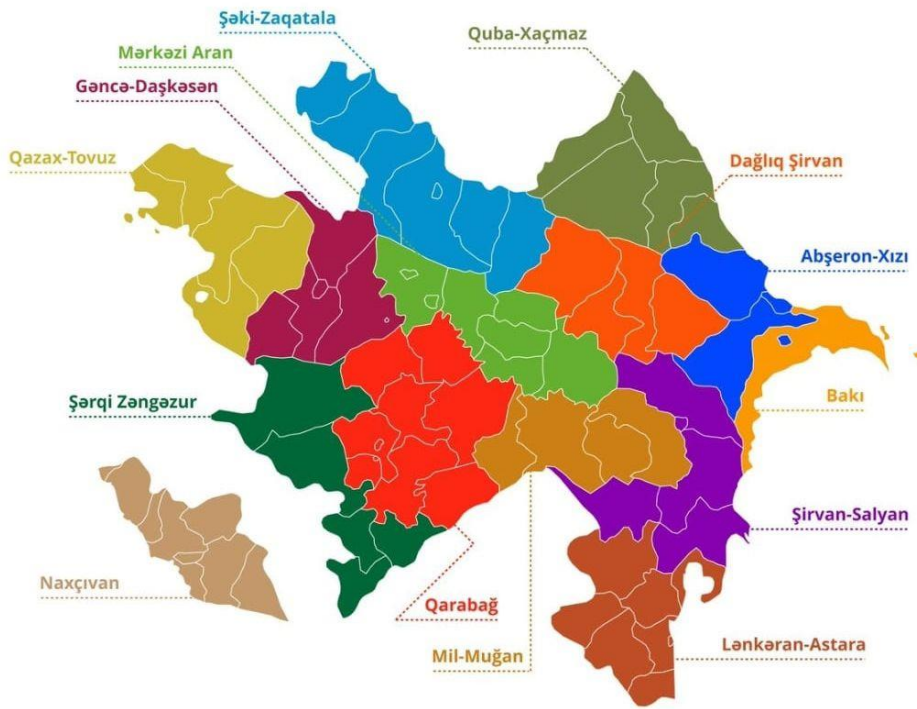 Şəki-Zaqatala
Quba-Xaçmaz
Mərkəzi Aran
Gəncə-Daşkəsən
Qazax-Tovuz
Dağlıq Şirvan
Abşeron-Xızı
Şərqi Zəngəzur
Bakı
Şirvan-Salyan
Naxçıvan
Qarabağ
Mil-Muğan
Lənkəran-Astara